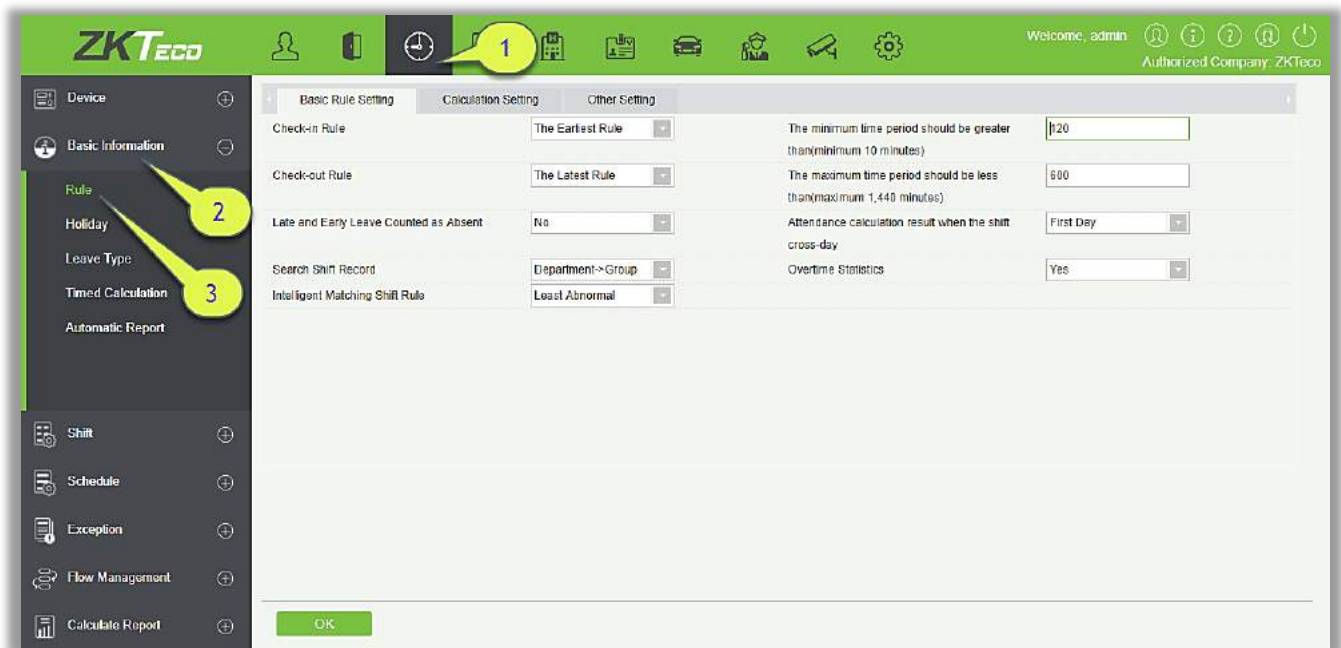 ZKTeco
1
Welcome, admin
Authorized Company: ZKTeco
Device
Basic Information
Rule
2
Holiday
Leave Type
Timed Calculation
3
Automatic Report
Shift
Schedule
Exception
Flow Management
Calculate Report
Basic Rule Setting Calculation Setting Other Setting
Check-in Rule The Earliest Rule The minimum time period should be greater 120
than(minimum 10 minutes)
Check-out Rule The Latest Rule The maximum time period should be less 600
than(maximum 1,440 minutes)
Late and Early Leave Counted as Absent No Attendance calculation result when the shift First Day
cross-day
Search Shift Record Department->Group Overtime Statistics Yes
Intelligent Matching Shift Rule Least Abnormal
OK